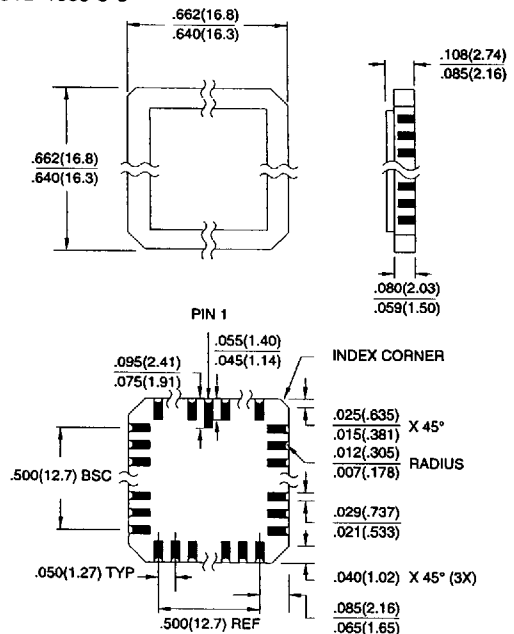 .662(16.8)
.640(16.3)
.108(2.74)
.085(2.16)
.662(16.8)
.640(16.3)
.080(2.03)
.059(1.50)
PIN 1
.055(1.40)
.045(1.14)
.095(2.41)
.075(1.91)
INDEX CORNER
.025(.635)
.015(.381) X 45°
.012(.305)
.007(.178) RADIUS
.500(12.7) BSC
.029(.737)
.021(.533)
.050(1.27) TYP
.040(1.02) X 45° (3X)
.500(12.7) REF
.085(2.16)
.065(1.65)